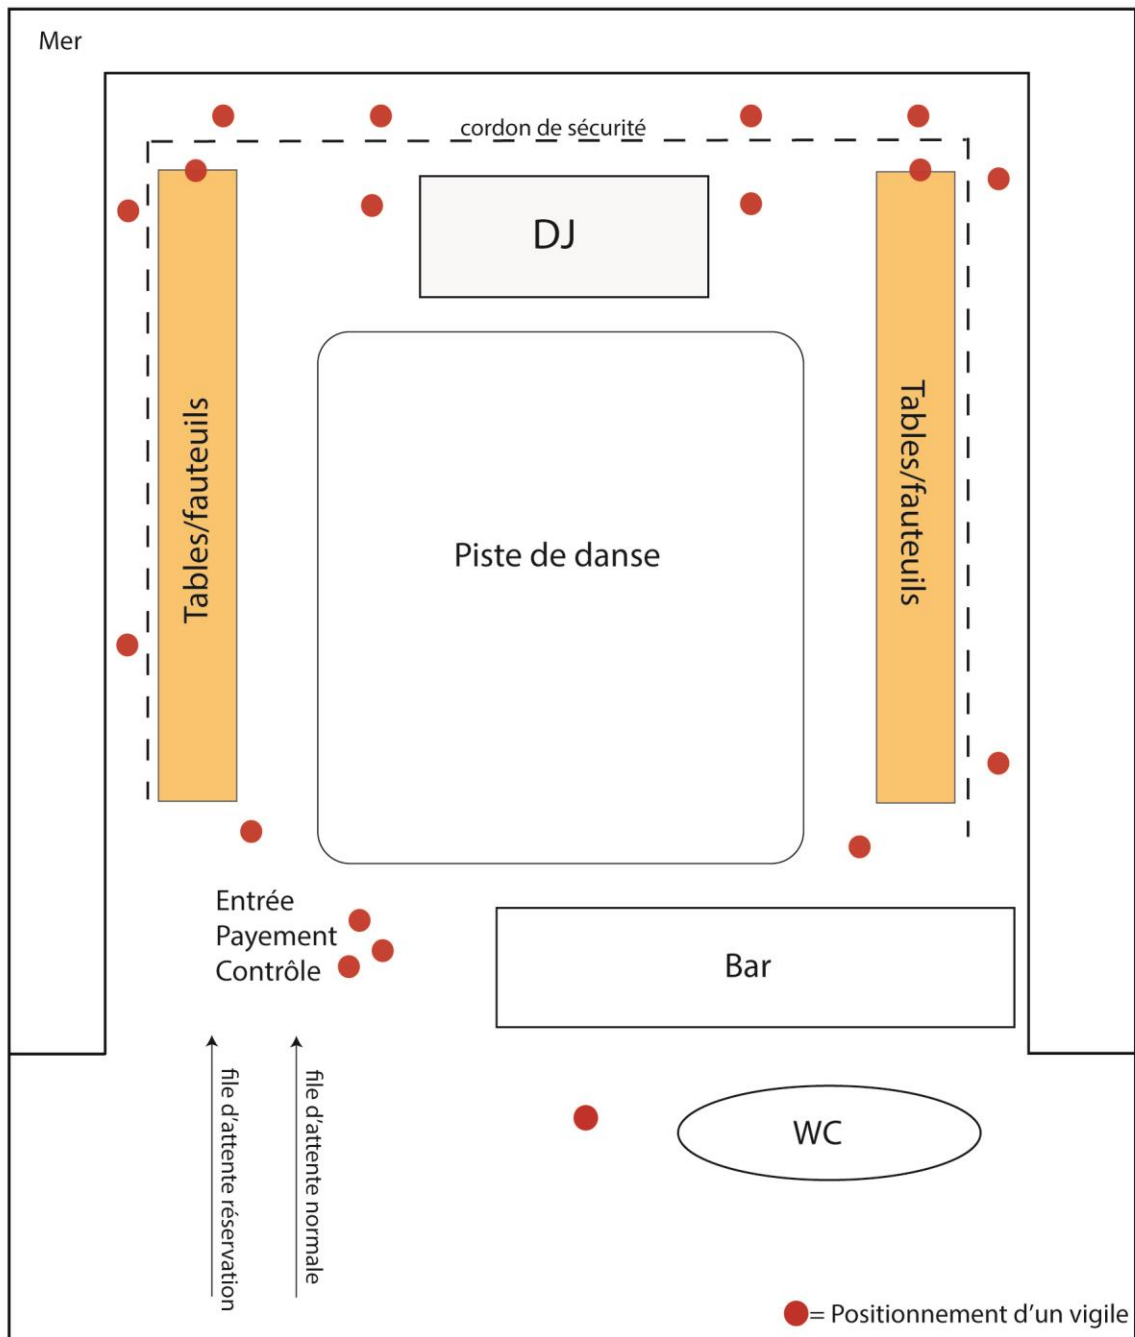 Mer
cordon de sécurité
DJ
Tables/fauteuils
Tables/fauteuils
Piste de danse
Entrée
Payement
Contrôle
Bar
file d'attente réservation
file d'attente normale
WC
= Positionnement d'un vigile